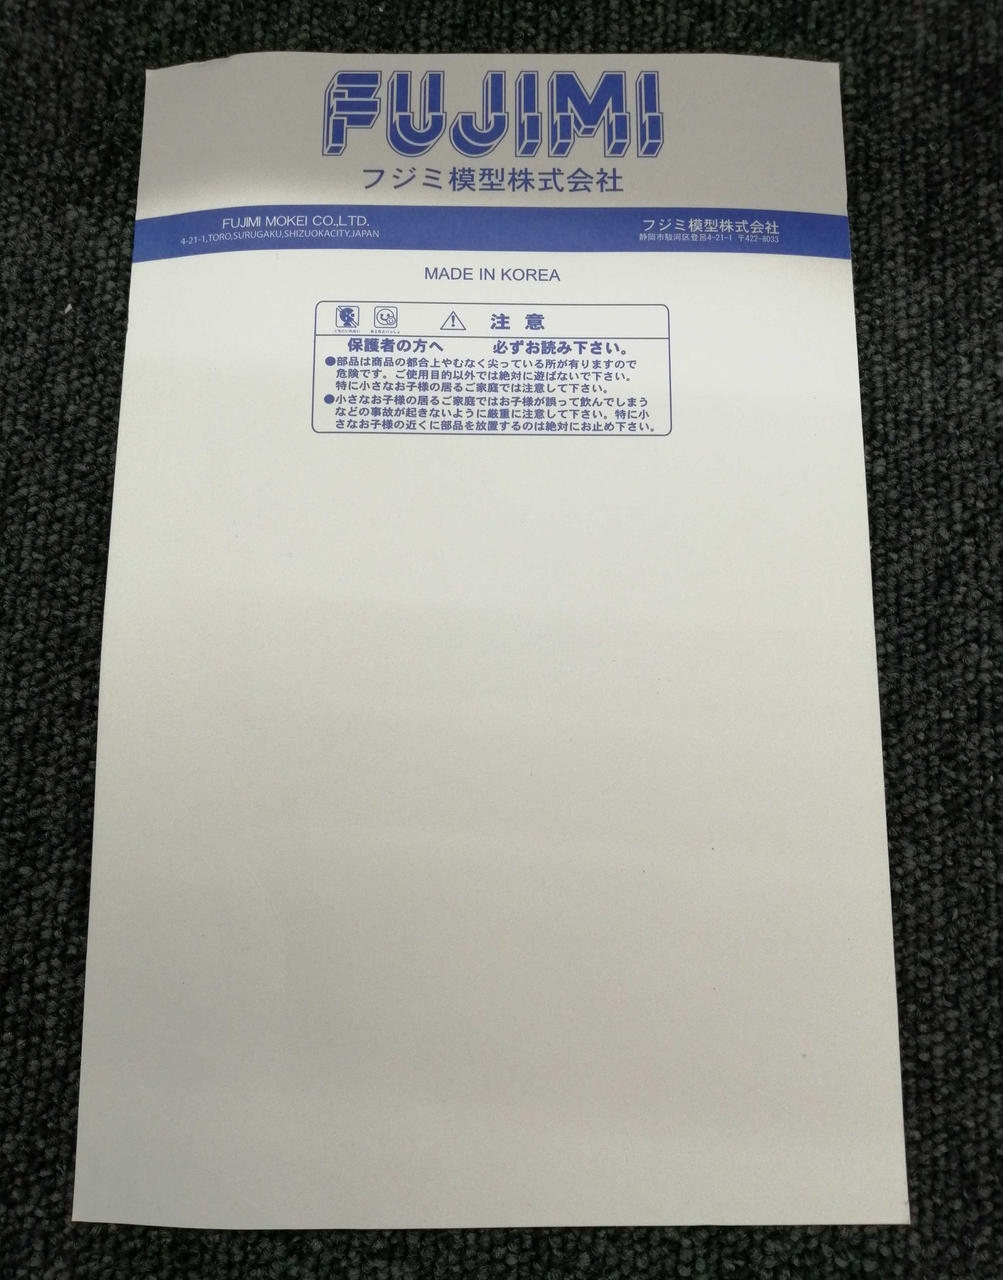 FUJIMI
フジミ模型株式会社
FUJIMI MOKEI CO.,LTD.
4-21-1,TORO,SURUGAKU,SHIZUOKACITY,JAPAN
フジミ模型株式会社
静岡市駿河区登呂4-21-1 〒422-8033
MADE IN KOREA
注 意
保護者の方へ 必ずお読み下さい。
●部品は商品の都合上やむなく尖っている所が有りますので
危険です。ご使用目的以外では絶対に遊ばないで下さい。
特に小さなお子様の居るご家庭では注意して下さい。
●小さなお子様の居るご家庭ではお子様が誤って飲んでしまう
などの事故が起きないように厳重に注意して下さい。特に小
さなお子様の近くに部品を放置するのは絶対にお止め下さい。